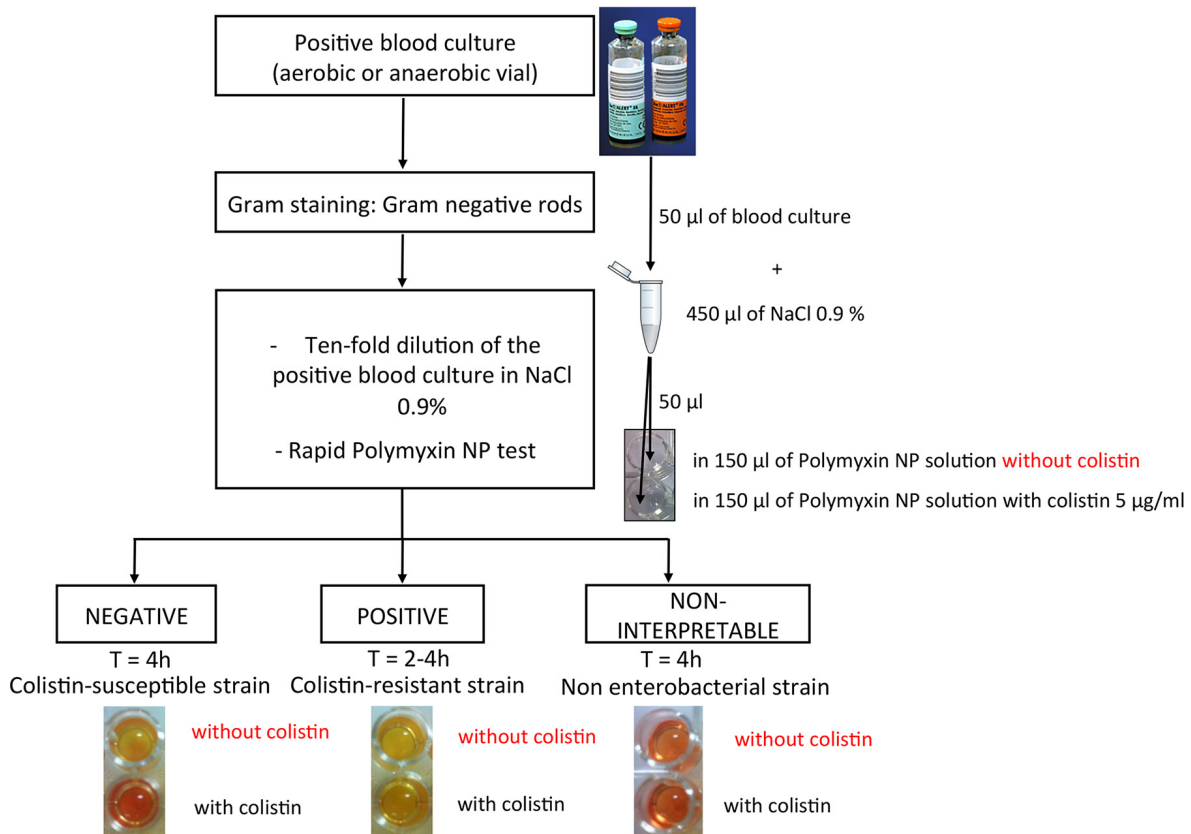 Positive blood culture
(aerobic or anaerobic vial)
Gram staining: Gram negative rods
50 µl of blood culture
+
450 µl of NaCl 0.9 %
- Ten-fold dilution of the
positive blood culture in NaCl
0.9%
- Rapid Polymyxin NP test
50 µl
in 150 µl of Polymyxin NP solution without colistin
in 150 µl of Polymyxin NP solution with colistin 5 µg/ml
NEGATIVE
T = 4h
Colistin-susceptible strain
without colistin
with colistin
POSITIVE
T = 2-4h
Colistin-resistant strain
without colistin
with colistin
NON-
INTERPRETABLE
T = 4h
Non enterobacterial strain
without colistin
with colistin